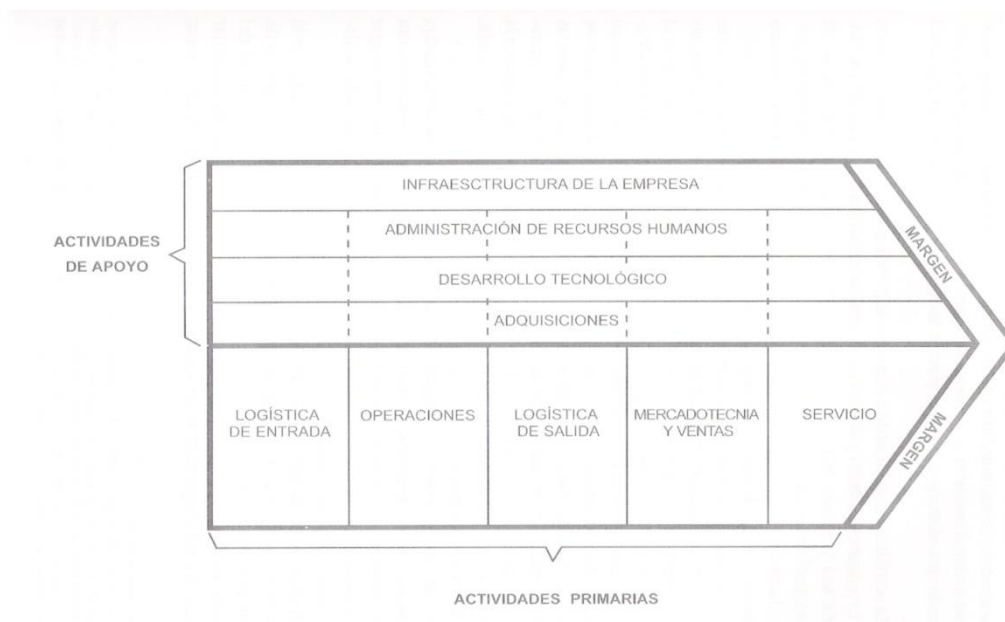 INFRAESCTRUCTURA DE LA EMPRESA
ADMINISTRACIÓN DE RECURSOS HUMANOS
ACTIVIDADES
DE APOYO
DESARROLLO TECNOLÓGICO
ADQUISICIONES
MARGEN
LOGÍSTICA
DE ENTRADA
OPERACIONES
LOGÍSTICA
DE SALIDA
MERCADOTECNIA
Y VENTAS
SERVICIO
MARGEN
ACTIVIDADES PRIMARIAS